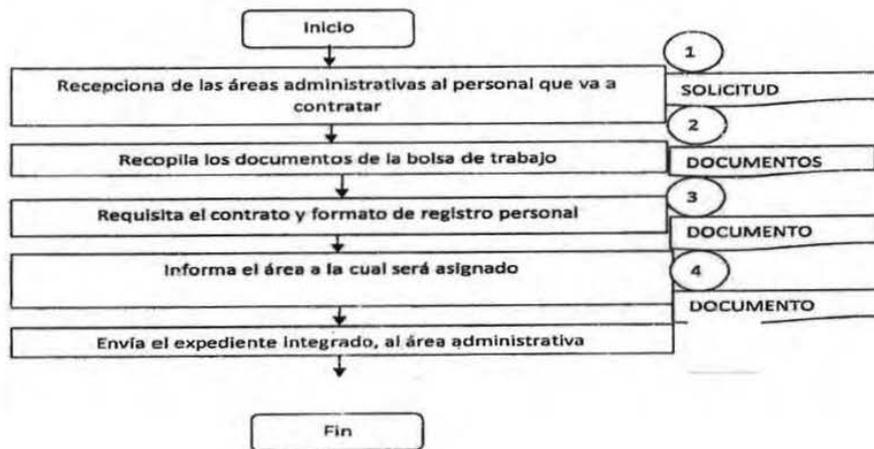 Inicio
1
Recepciona de las áreas administrativas al personal que va a
contratar
SOLICITUD
2
Recopila los documentos de la bolsa de trabajo
DOCUMENTOS
3
Requisita el contrato y formato de registro personal
DOCUMENTO
Informa el área a la cual será asignado
4
DOCUMENTO
Envía el expediente integrado, al área administrativa
Fin